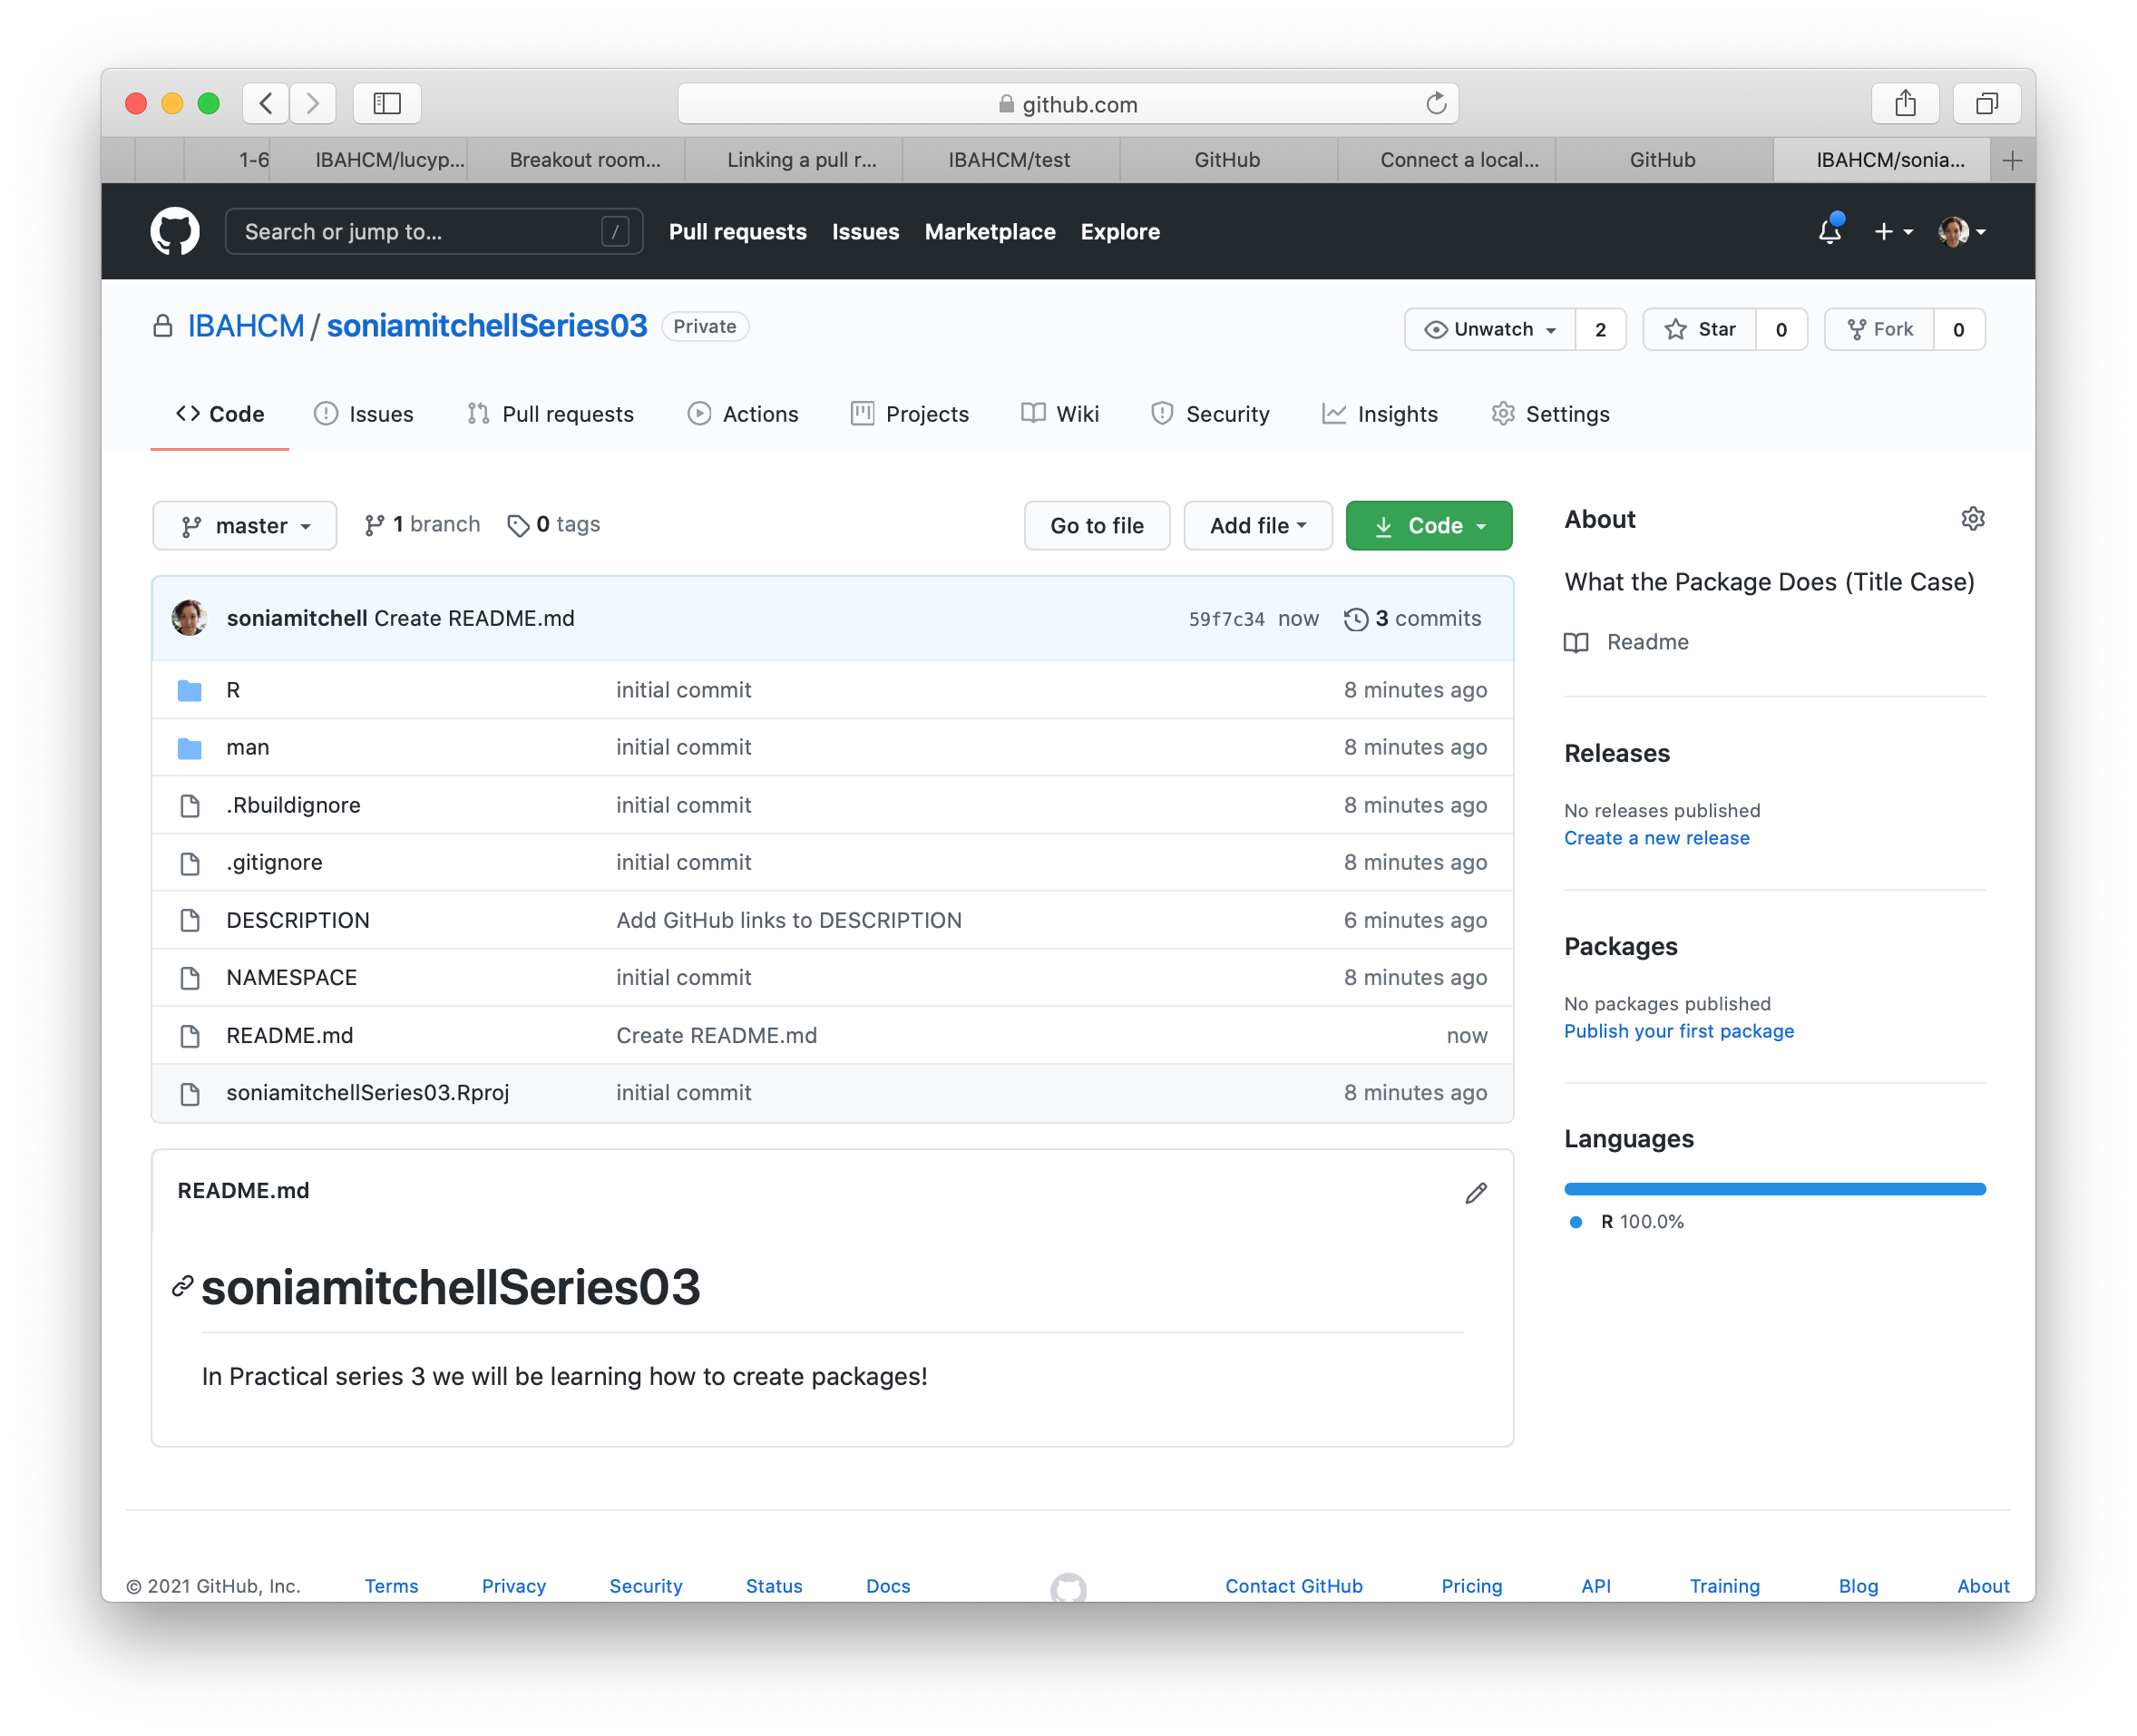 github.com
1-6 IBAHCM/lucyp... Breakout room... Linking a pull r... IBAHCM/test GitHub Connect a local... GitHub IBAHCM/sonia...
Search or jump to... / Pull requests Issues Marketplace Explore
IBAHCM / soniamitchellSeries03 Private Unwatch 2 Star 0 Fork 0
Code Issues Pull requests Actions Projects Wiki Security Insights Settings
master 1 branch 0 tags Go to file Add file Code
soniamitchell Create README.md 59f7c34 now 3 commits
R initial commit 8 minutes ago
man initial commit 8 minutes ago
.Rbuildignore initial commit 8 minutes ago
.gitignore initial commit 8 minutes ago
DESCRIPTION Add GitHub links to DESCRIPTION 6 minutes ago
NAMESPACE initial commit 8 minutes ago
README.md Create README.md now
soniamitchellSeries03.Rproj initial commit 8 minutes ago
README.md
soniamitchellSeries03
In Practical series 3 we will be learning how to create packages!
About
What the Package Does (Title Case)
Readme
Releases
No releases published
Create a new release
Packages
No packages published
Publish your first package
Languages
R 100.0%
© 2021 GitHub, Inc. Terms Privacy Security Status Docs Contact GitHub Pricing API Training Blog About